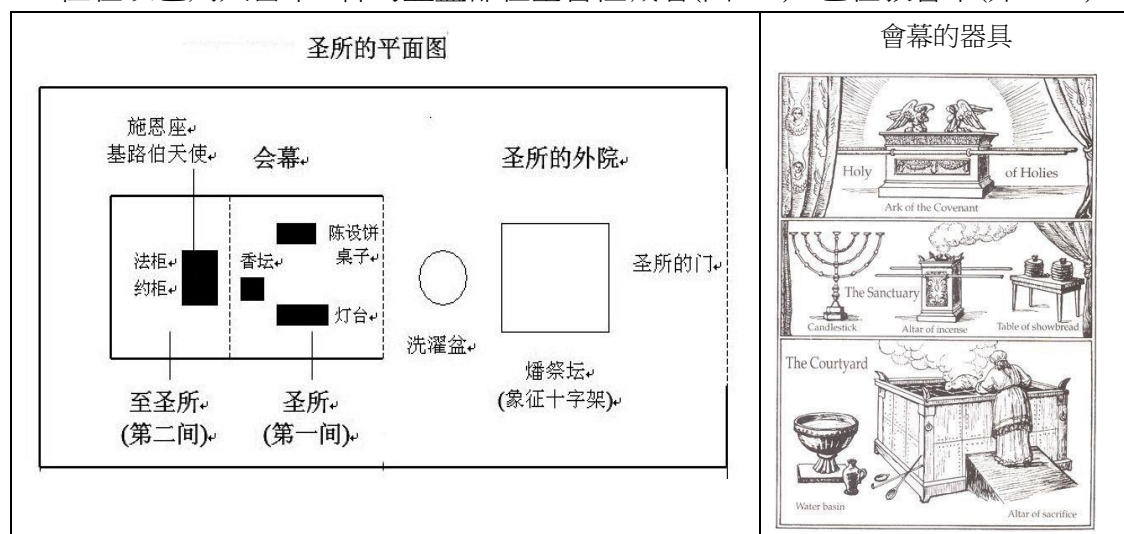 圣所的平面图
施恩座
基路伯天使
会幕
圣所的外院
陈设饼
桌子
法柜
约柜
香坛
灯台
圣所的门
洗濯盆
燔祭坛
(象征十字架)
至圣所
(第二间)
圣所
(第一间)
會幕的器具
Holy
of Holies
Ark of the Covenant
The Sanctuary
Candlestick
Altar of incense
Table of showbread
The Courtyard
Water basin
Altar of sacrifice